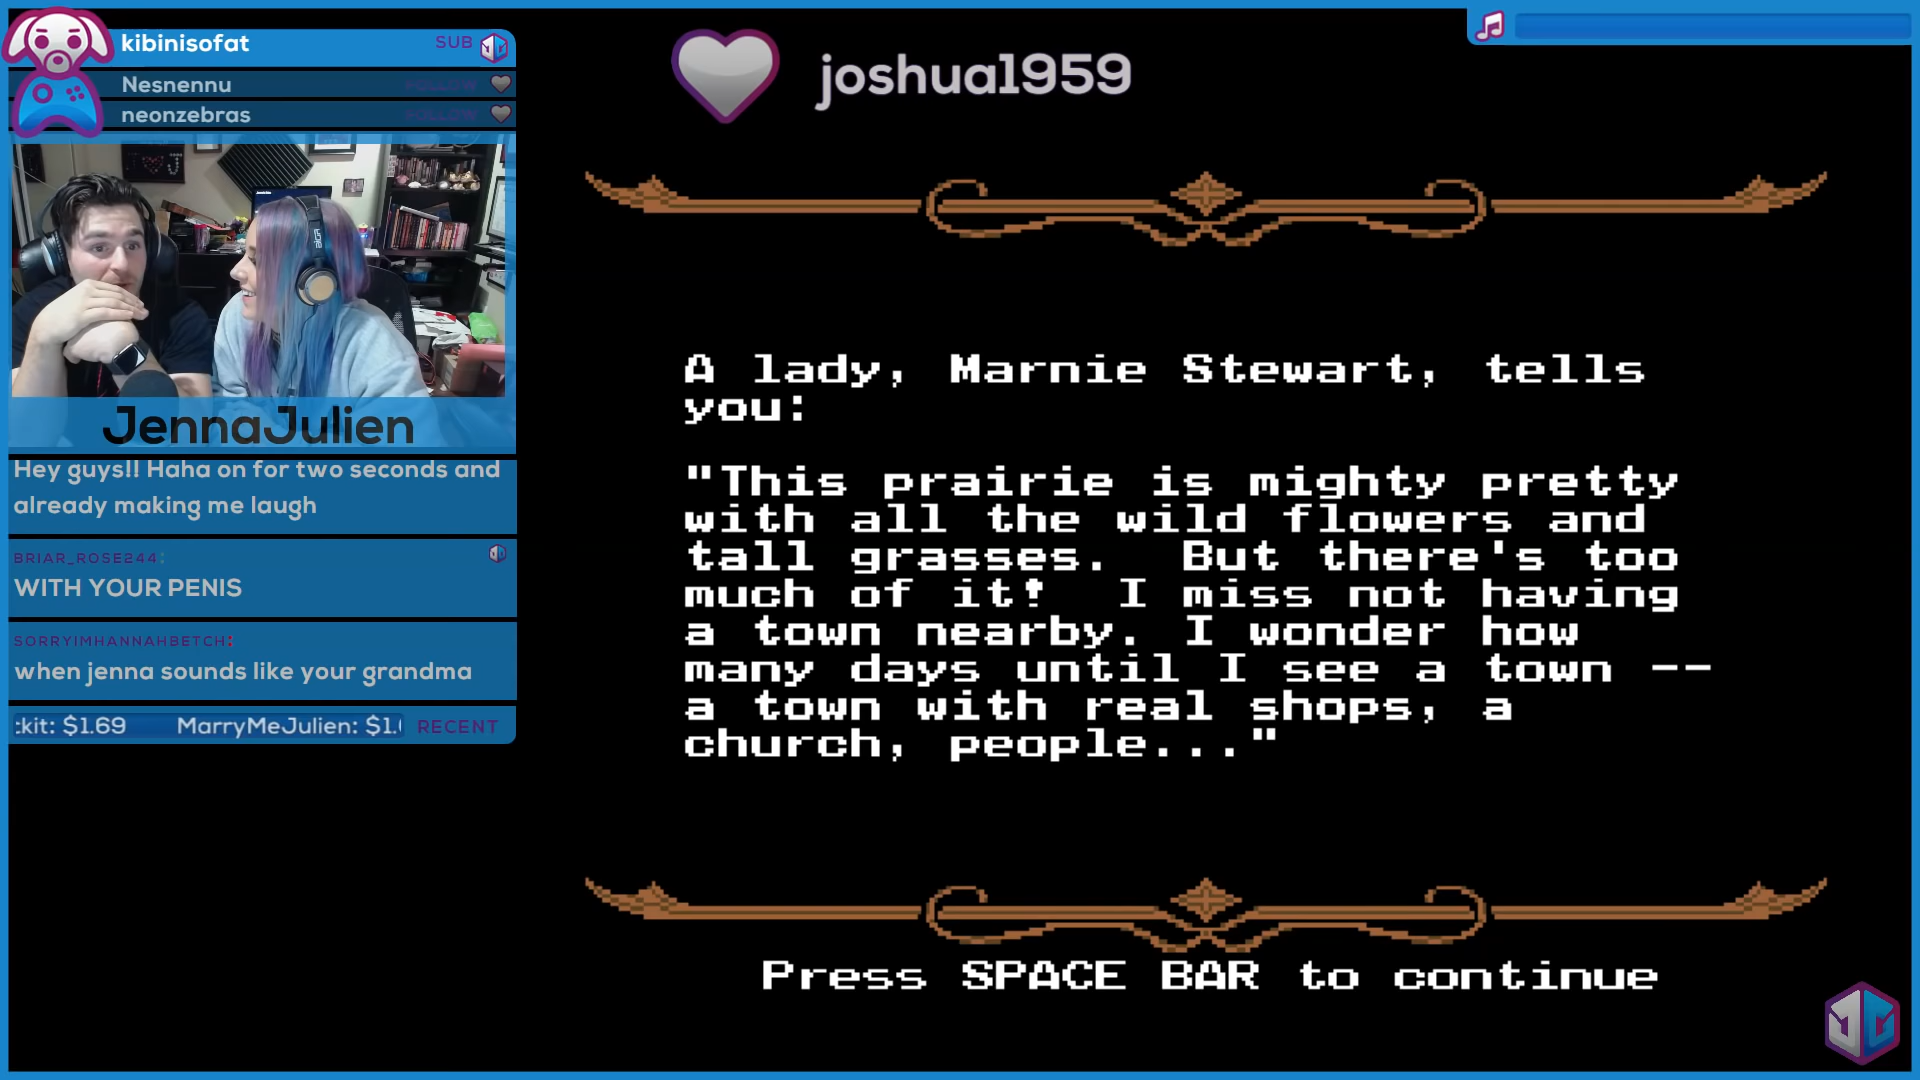 kibinisofat SUB
Nesnennu FOLLOW
neonzebras FOLLOW
JennaJulien
Hey guys!! Haha on for two seconds and
already making me laugh
BRIAR_ROSE244:
WITH YOUR PENIS
SORRYIMHANNAHBETCH:
when jenna sounds like your grandma
kit: $1.69 MarryMeJulien: $1. RECENT
joshua1959
A lady, Marnie Stewart, tells
you:
"This prairie is mighty pretty
with all the wild flowers and
tall grasses. But there's too
much of it! I miss not having
a town nearby. I wonder how
many days until I see a town --
a town with real shops, a
church, people..."
Press SPACE BAR to continue